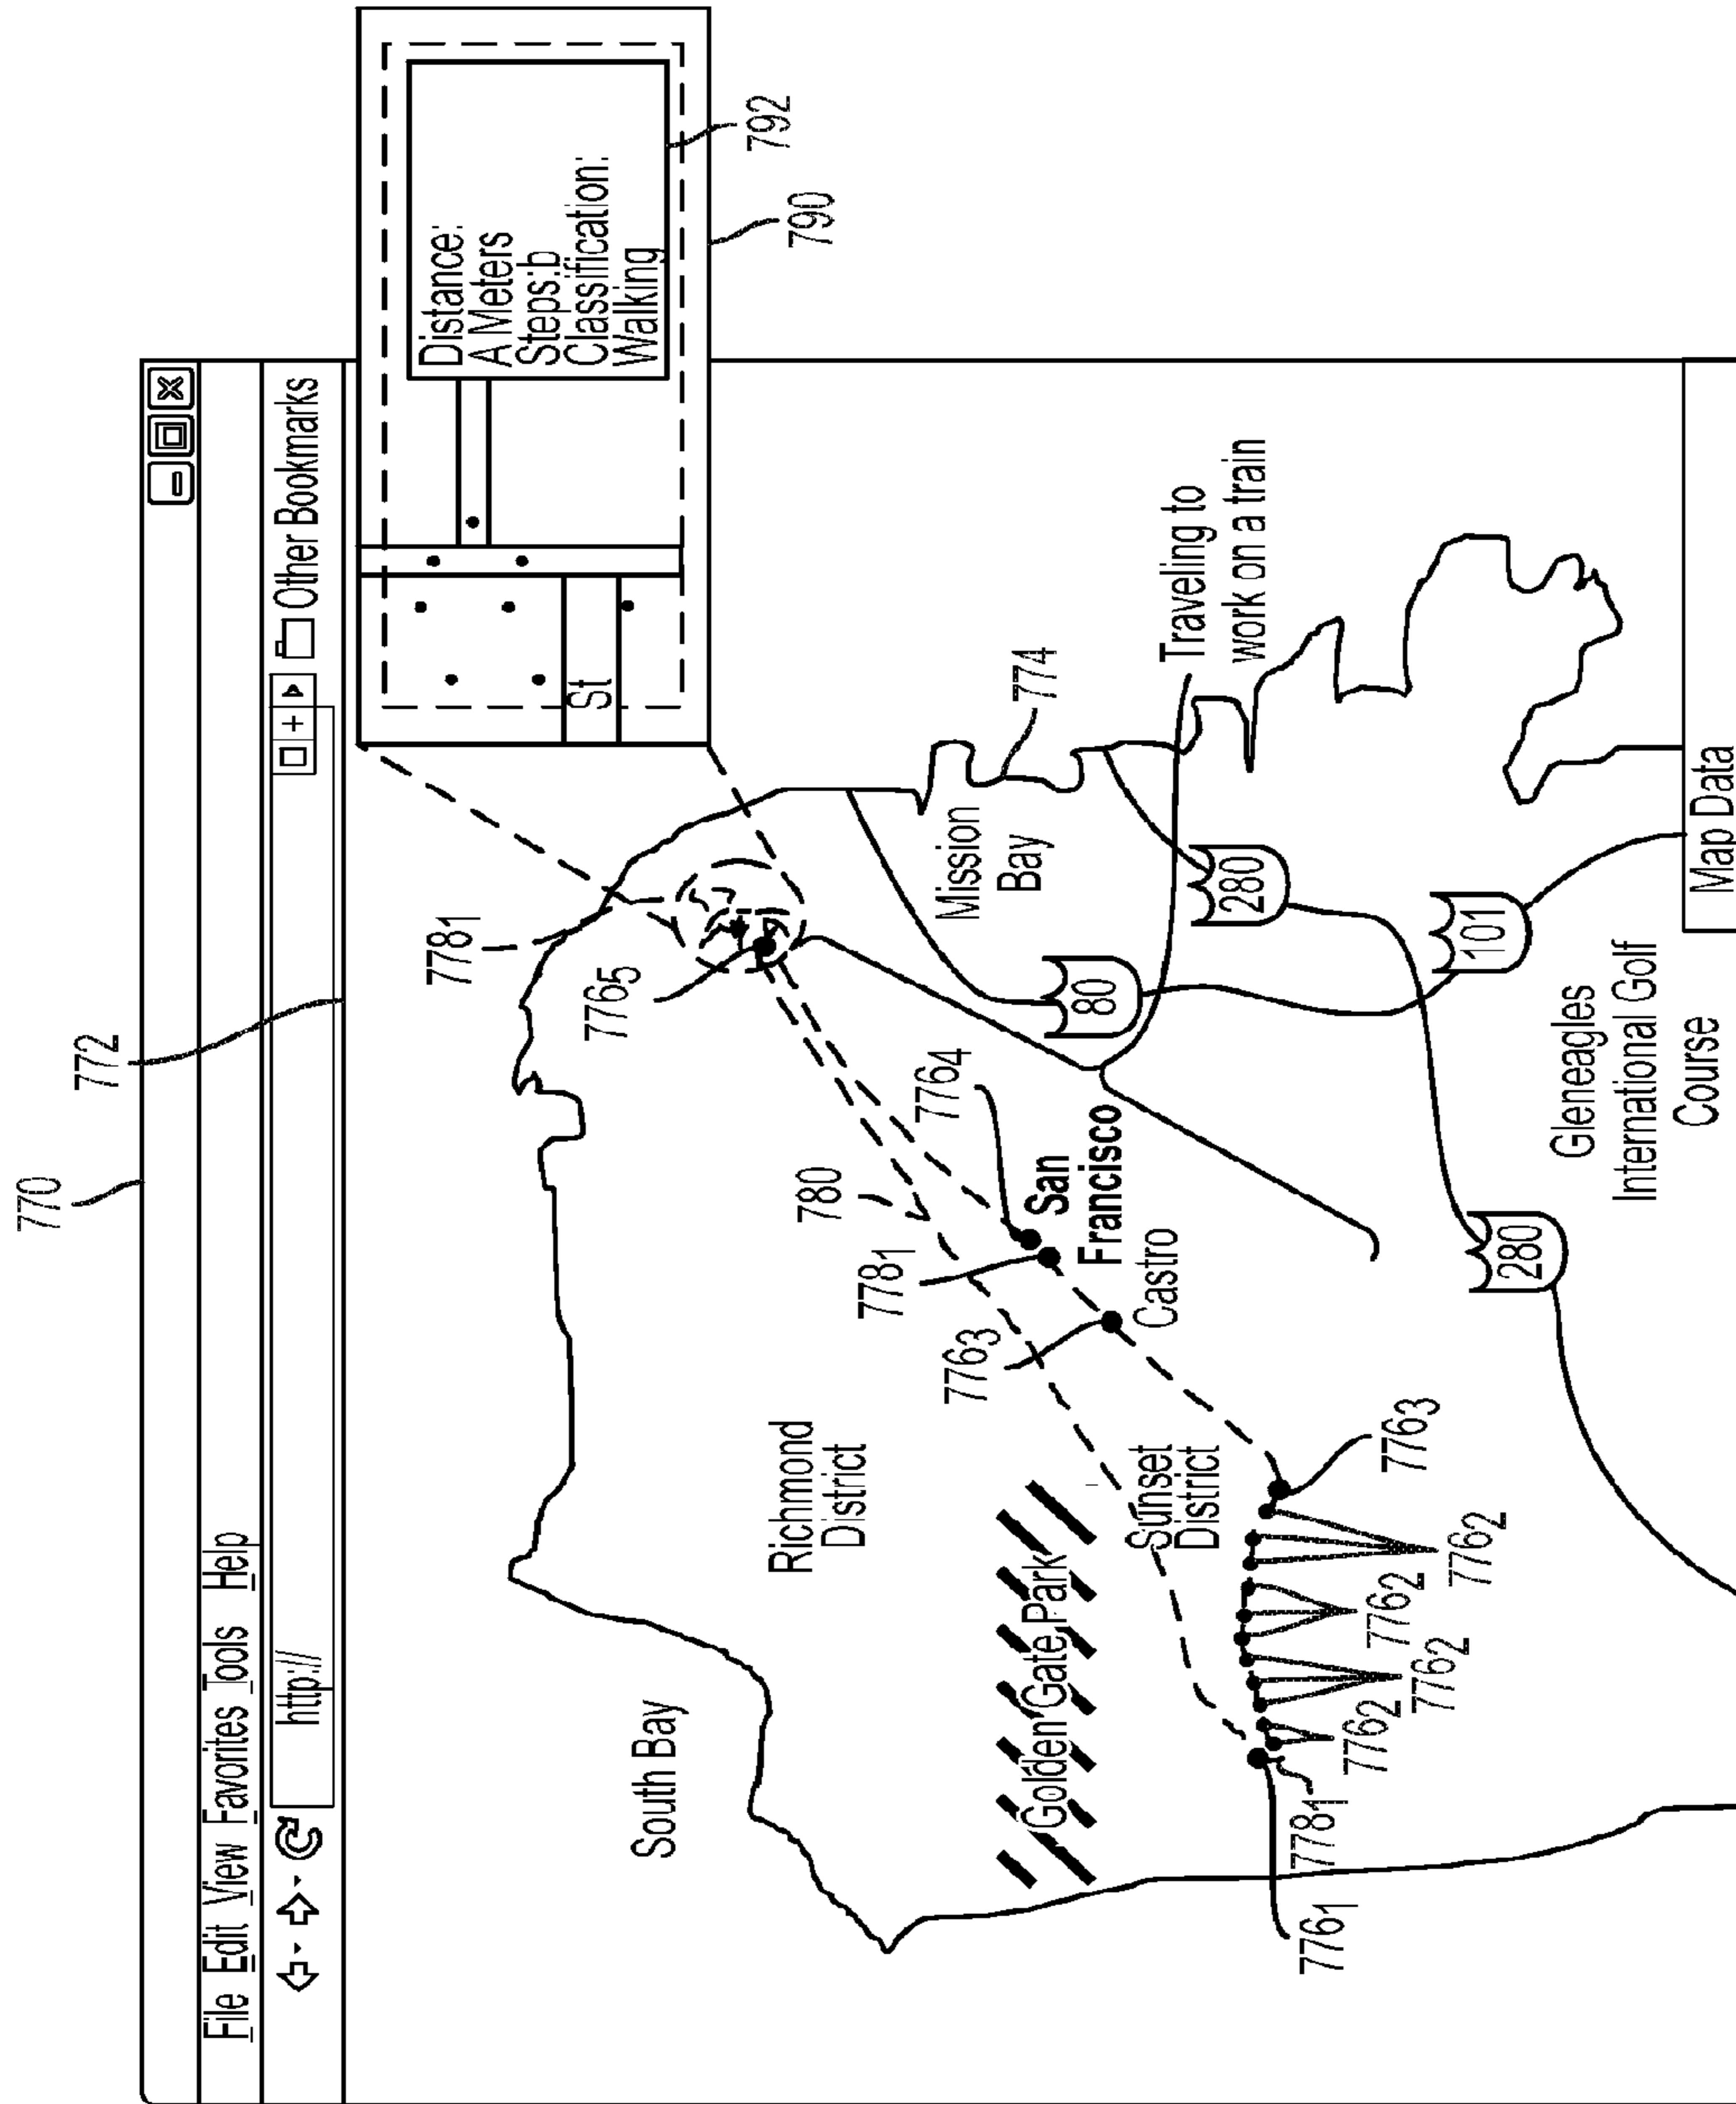 770
772
File Edit View Favorites Tools Help
http://
+
Other Bookmarks
Distance:
A Meters
Steps:b
Classification:
Walking
St
792
790
778₁
776₅
South Bay
Richmond
District
780
778₁
776₄
776₃
San
Francisco
Castro
Mission
Bay
774
80
Traveling to
work on a train
280
101
280
Golden Gate Park
Sunset
District
776₃
776₂
776₂
776₂
776₂
778₁
776₁
Gleneagles
International Golf
Course
Map Data